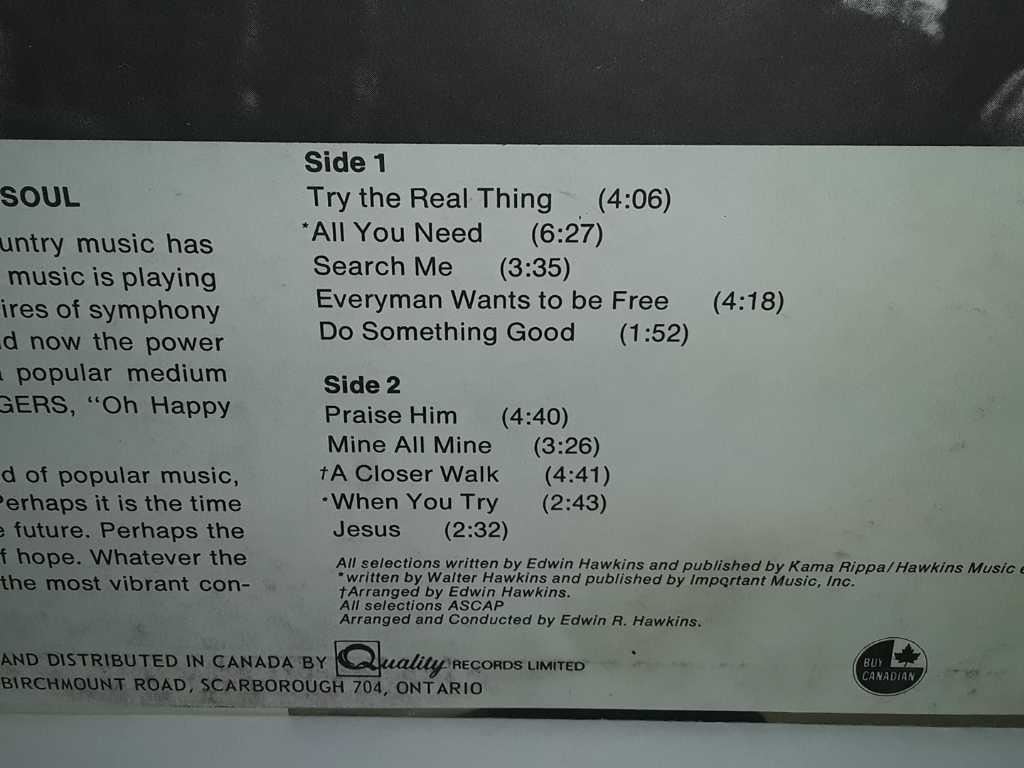 SOUL
untry music has
music is playing
ires of symphony
d now the power
popular medium
GERS, "Oh Happy
d of popular music,
Perhaps it is the time
e future. Perhaps the
f hope. Whatever the
the most vibrant con-
Side 1
Try the Real Thing (4:06)
*All You Need (6:27)
Search Me (3:35)
Everyman Wants to be Free (4:18)
Do Something Good (1:52)
Side 2
Praise Him (4:40)
Mine All Mine (3:26)
†A Closer Walk (4:41)
*When You Try (2:43)
Jesus (2:32)
All selections written by Edwin Hawkins and published by Kama Rippa/Hawkins Music
*written by Walter Hawkins and published by Important Music, Inc.
†Arranged by Edwin Hawkins.
All selections ASCAP
Arranged and Conducted by Edwin R. Hawkins.
AND DISTRIBUTED IN CANADA BY Quality RECORDS LIMITED
BIRCHMOUNT ROAD, SCARBOROUGH 704, ONTARIO
BUY
CANADIAN